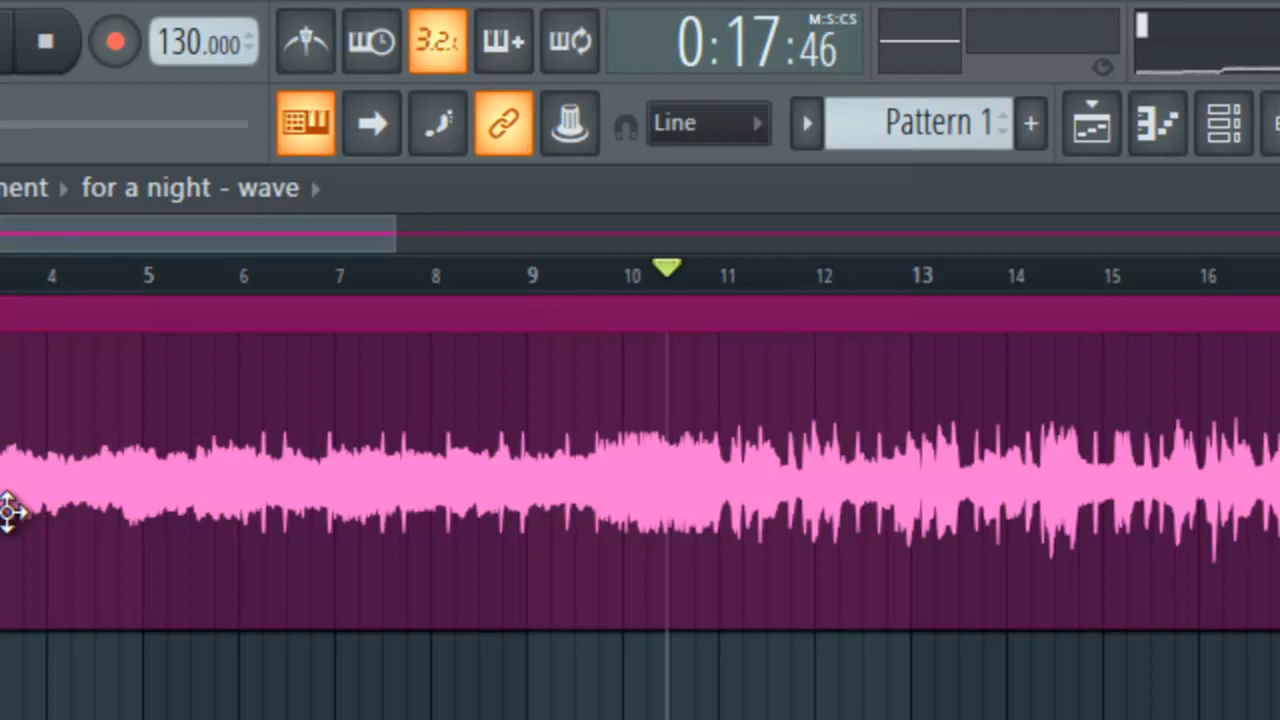 130.000
3.2.
0:17:46
M:S:CS
Line
Pattern 1
+
nent
for a night - wave
4 5 6 7 8 9 10 11 12 13 14 15 16